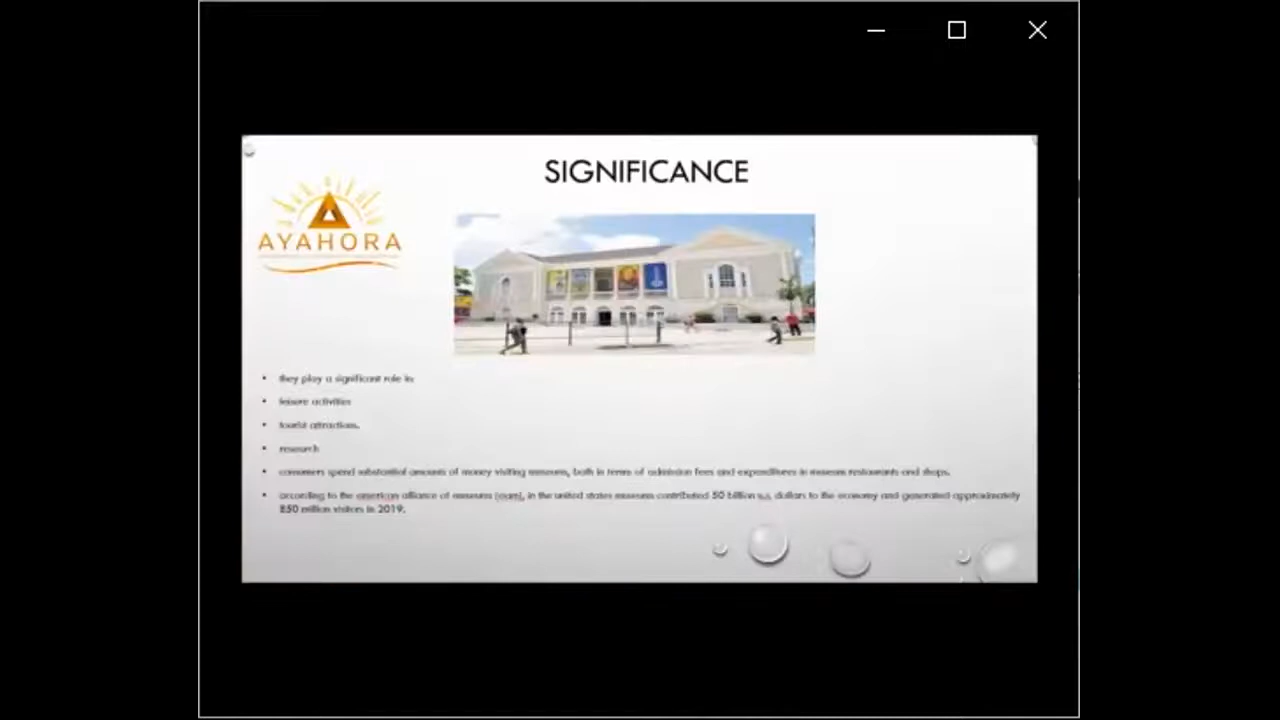 SIGNIFICANCE
AYAHORA
• they play a significant role in:
• leisure activities
• tourist attractions.
• research
• consumers spend substantial amounts of money visiting museums, both in terms of admission fees and expenditures in museum restaurants and shops.
• according to the american alliance of museums (aam), in the united states museums contributed 50 billion u.s. dollars to the economy and generated approximately
850 million visitors in 2019.